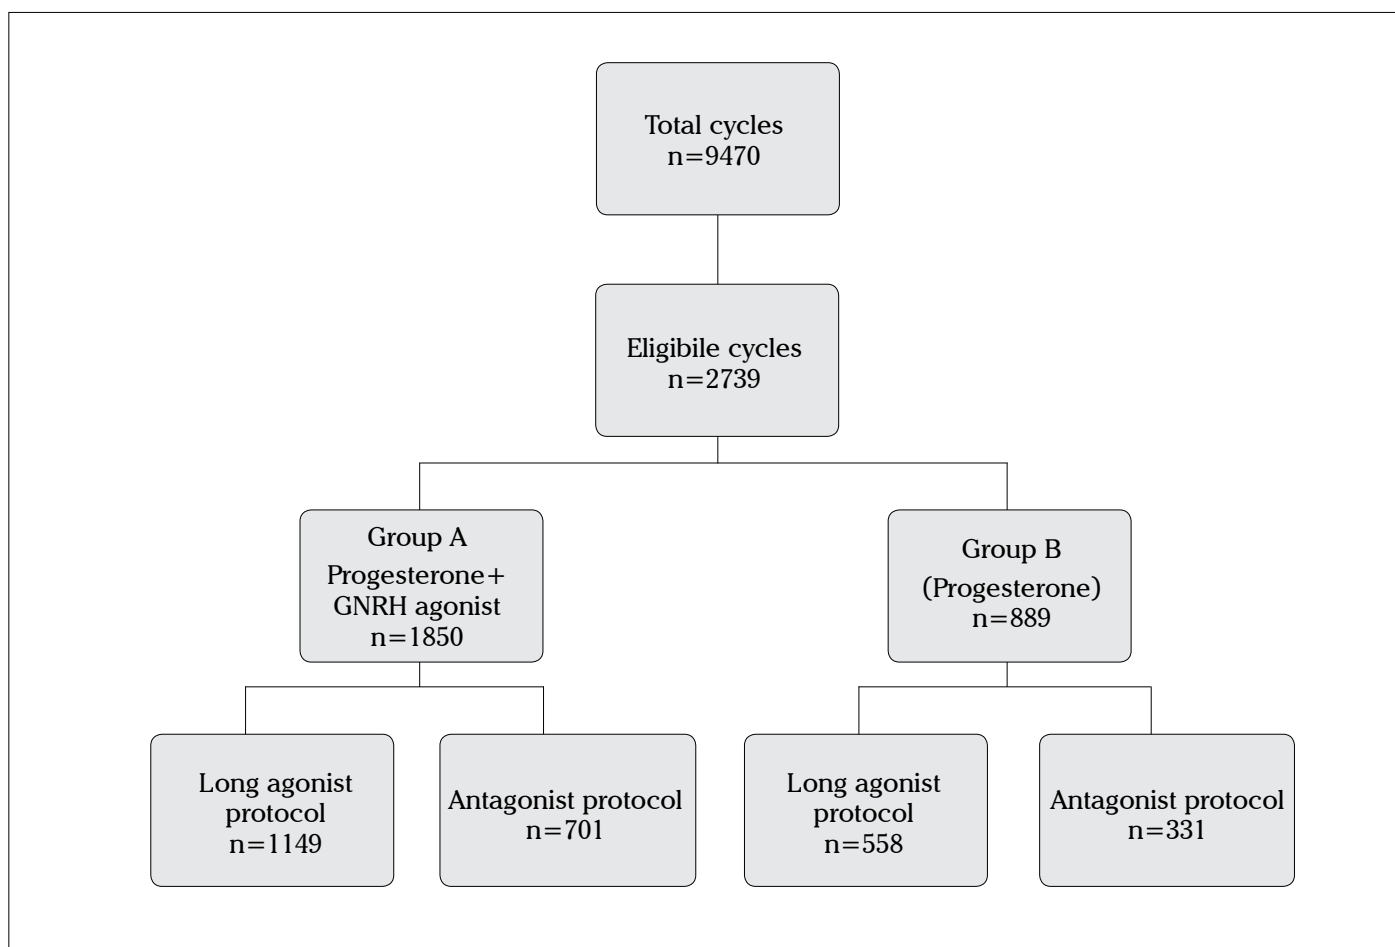 Total cycles
n=9470
Eligibile cycles
n=2739
Group A
Progesterone+
GNRH agonist
n=1850
Group B
(Progesterone)
n=889
Long agonist
protocol
n=1149
Antagonist protocol
n=701
Long agonist
protocol
n=558
Antagonist protocol
n=331